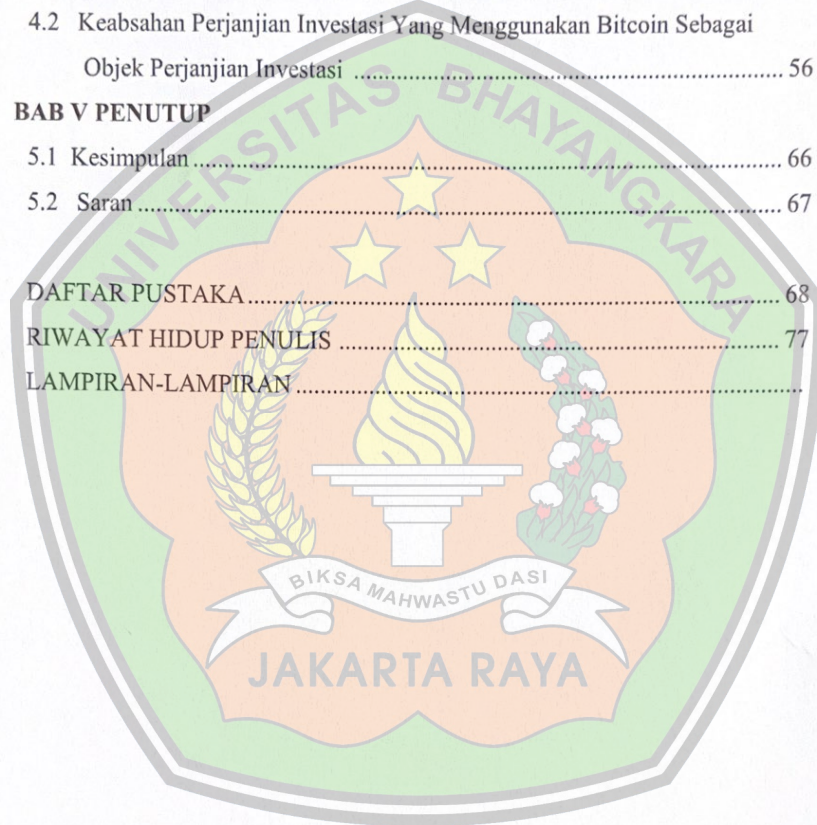 4.2 Keabsahan Perjanjian Investasi Yang Menggunakan Bitcoin Sebagai
Objek Perjanjian Investasi ........................................ 56
BAB V PENUTUP
5.1 Kesimpulan ........................................ 66
5.2 Saran ........................................ 67
DAFTAR PUSTAKA ........................................ 68
RIWAYAT HIDUP PENULIS ........................................ 77
LAMPIRAN-LAMPIRAN ........................................
UNIVERSITAS BHAYANGKARA
BIKSA MAHWASTU DASI
JAKARTA RAYA